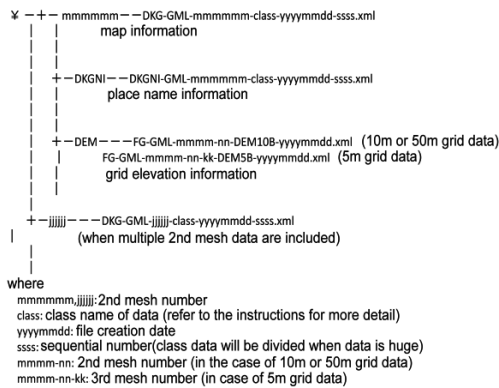 ¥ -+- mmmmmm---DKG-GML-mmmmmm-class-yyyymmdd-ssss.xml
map information
+-DKGNI--DKGNI-GML-mmmmmm-class-yyyymmdd-ssss.xml
place name information
+-DEM---FG-GML-mmmm-nn-DEM10B-yyyymmdd.xml (10m or 50m grid data)
FG-GML-mmmm-nn-kk-DEM5B-yyyymmdd.xml (5m grid data)
grid elevation information
+-jjjjjj---DKG-GML-jjjjjj-class-yyyymmdd-ssss.xml
(when multiple 2nd mesh data are included)
where
mmmmmm,jjjjjj: 2nd mesh number
class: class name of data (refer to the instructions for more detail)
yyyymmdd: file creation date
ssss: sequential number(class data will be divided when data is huge)
mmmm-nn: 2nd mesh number (in the case of 10m or 50m grid data)
mmmm-nn-kk: 3rd mesh number (in case of 5m grid data)